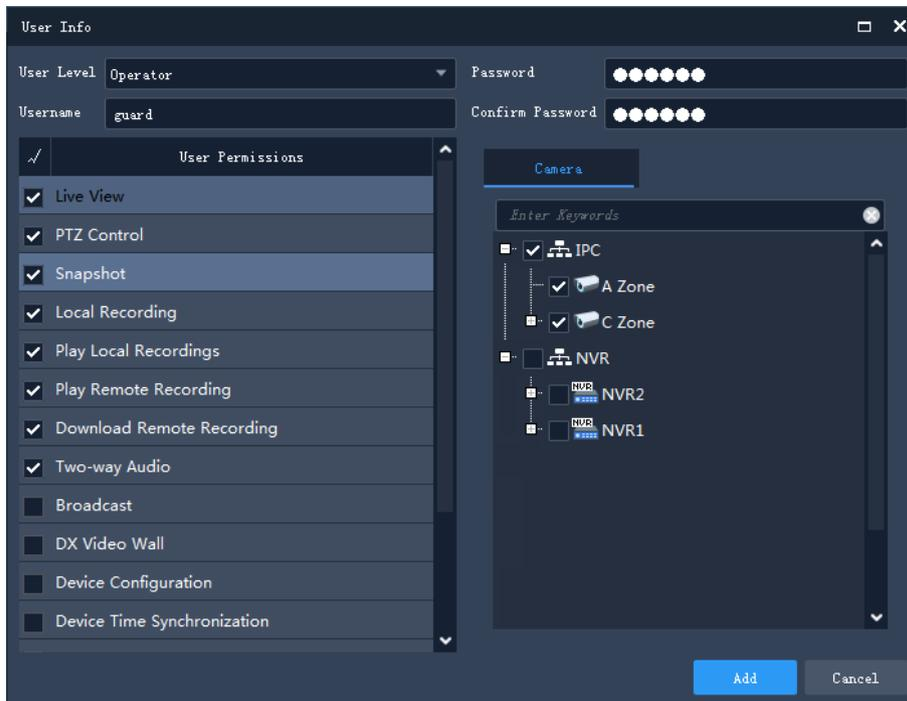 User Info
User Level Operator
Password ●●●●●●
Username guard
Confirm Password ●●●●●●
User Permissions
Live View
PTZ Control
Snapshot
Local Recording
Play Local Recordings
Play Remote Recording
Download Remote Recording
Two-way Audio
Broadcast
DX Video Wall
Device Configuration
Device Time Synchronization
Camera
Enter Keywords
IPC
A Zone
C Zone
NVR
NVR NVR2
NVR NVR1
Add Cancel